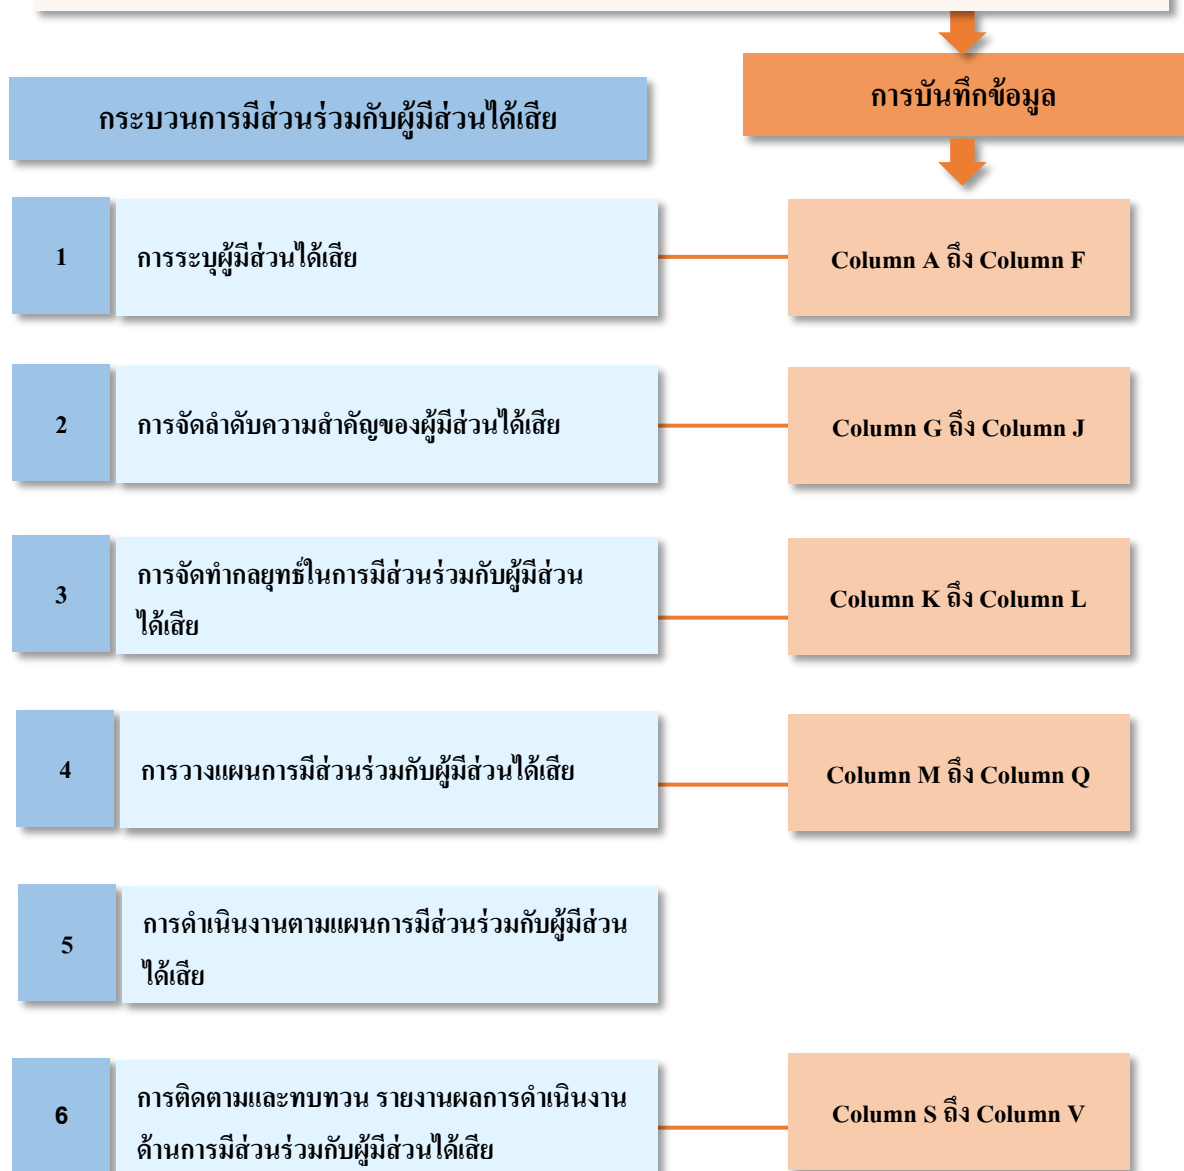 การบันทึกข้อมูล
กระบวนการมีส่วนร่วมกับผู้มีส่วนได้เสีย
1
การระบุผู้มีส่วนได้เสีย
Column A ถึง Column F
2
การจัดลำดับความสำคัญของผู้มีส่วนได้เสีย
Column G ถึง Column J
3
การจัดทำกลยุทธ์ในการมีส่วนร่วมกับผู้มีส่วน
ได้เสีย
Column K ถึง Column L
4
การวางแผนการมีส่วนร่วมกับผู้มีส่วนได้เสีย
Column M ถึง Column Q
5
การดำเนินงานตามแผนการมีส่วนร่วมกับผู้มีส่วน
ได้เสีย
6
การติดตามและทบทวน รายงานผลการดำเนินงาน
ด้านการมีส่วนร่วมกับผู้มีส่วนได้เสีย
Column S ถึง Column V